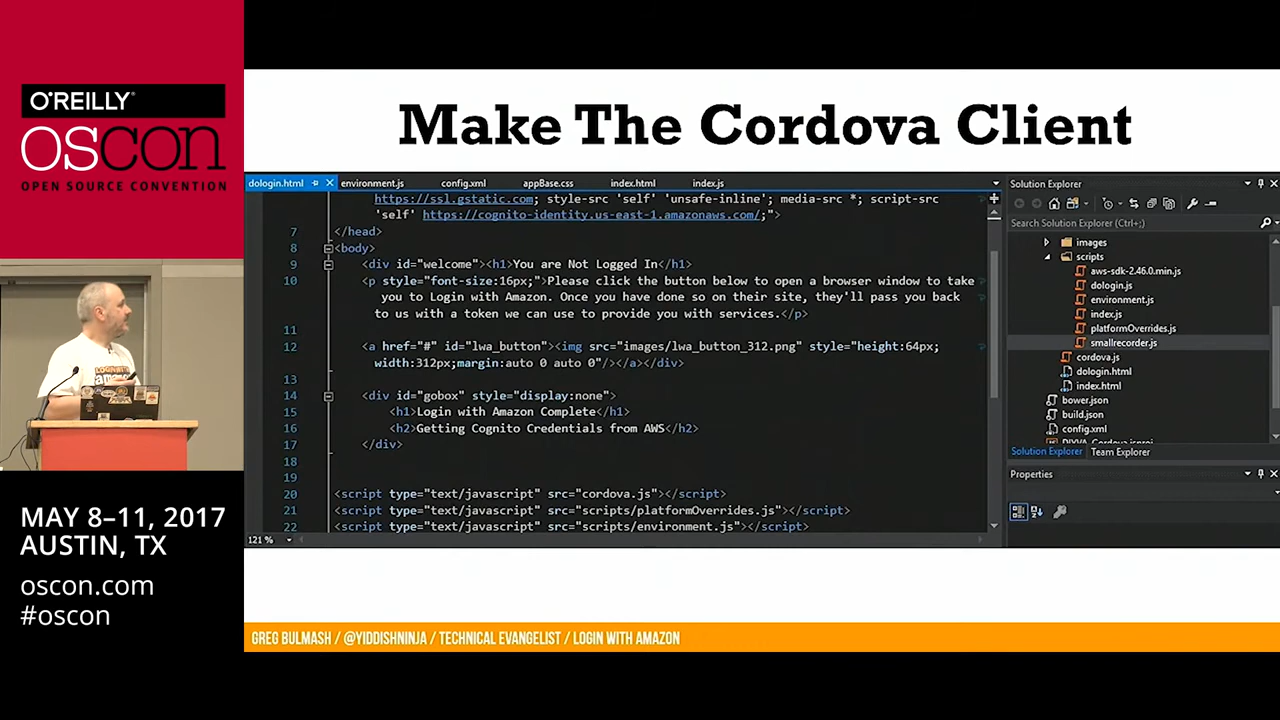 O'REILLY®
OSCON
OPEN SOURCE CONVENTION
MAY 8–11, 2017
AUSTIN, TX
oscon.com
#oscon
Make The Cordova Client
dologin.html
environment.js
config.xml
appBase.css
index.html
index.js
https://ssl.gstatic.com; style-src 'self' 'unsafe-inline'; media-src *; script-src
'self' https://cognito-identity.us-east-1.amazonaws.com/;">
7 </head>
8 <body>
9 <div id="welcome"><h1>You are Not Logged In</h1>
10 <p style="font-size:16px;">Please click the button below to open a browser window to take
you to Login with Amazon. Once you have done so on their site, they'll pass you back
to us with a token we can use to provide you with services.</p>
11
12 <a href="#" id="lwa_button"><img src="images/lwa_button_312.png" style="height:64px;
width:312px;margin:auto 0 auto 0"/></a></div>
13
14 <div id="gobox" style="display:none">
15 <h1>Login with Amazon Complete</h1>
16 <h2>Getting Cognito Credentials from AWS</h2>
17 </div>
18
19
20 <script type="text/javascript" src="cordova.js"></script>
21 <script type="text/javascript" src="scripts/platformOverrides.js"></script>
22 <script type="text/javascript" src="scripts/environment.js"></script>
121 %
Solution Explorer
Search Solution Explorer (Ctrl+;)
images
scripts
aws-sdk-2.46.0.min.js
dologin.js
environment.js
index.js
platformOverrides.js
smallrecorder.js
cordova.js
dologin.html
index.html
bower.json
build.json
config.xml
Solution Explorer
Team Explorer
Properties
GREG BULMASH / @YIDDISHNINJA / TECHNICAL EVANGELIST / LOGIN WITH AMAZON